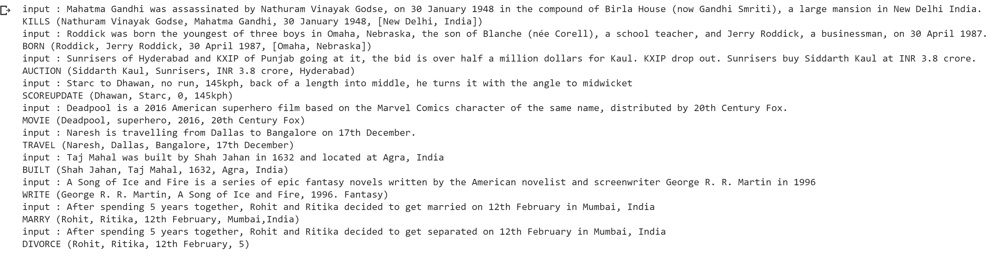 input : Mahatma Gandhi was assassinated by Nathuram Vinayak Godse, on 30 January 1948 in the compound of Birla House (now Gandhi Smriti), a large mansion in New Delhi India.
KILLS (Nathuram Vinayak Godse, Mahatma Gandhi, 30 January 1948, [New Delhi, India])
input : Roddick was born the youngest of three boys in Omaha, Nebraska, the son of Blanche (née Corell), a school teacher, and Jerry Roddick, a businessman, on 30 April 1987.
BORN (Roddick, Jerry Roddick, 30 April 1987, [Omaha, Nebraska])
input : Sunrisers of Hyderabad and KXIP of Punjab going at it, the bid is over half a million dollars for Kaul. KXIP drop out. Sunrisers buy Siddarth Kaul at INR 3.8 crore.
AUCTION (Siddarth Kaul, Sunrisers, INR 3.8 crore, Hyderabad)
input : Starc to Dhawan, no run, 145kph, back of a length into middle, he turns it with the angle to midwicket
SCOREUPDATE (Dhawan, Starc, 0, 145kph)
input : Deadpool is a 2016 American superhero film based on the Marvel Comics character of the same name, distributed by 20th Century Fox.
MOVIE (Deadpool, superhero, 2016, 20th Century Fox)
input : Naresh is travelling from Dallas to Bangalore on 17th December.
TRAVEL (Naresh, Dallas, Bangalore, 17th December)
input : Taj Mahal was built by Shah Jahan in 1632 and located at Agra, India
BUILT (Shah Jahan, Taj Mahal, 1632, Agra, India)
input : A Song of Ice and Fire is a series of epic fantasy novels written by the American novelist and screenwriter George R. R. Martin in 1996
WRITE (George R. R. Martin, A Song of Ice and Fire, 1996. Fantasy)
input : After spending 5 years together, Rohit and Ritika decided to get married on 12th February in Mumbai, India
MARRY (Rohit, Ritika, 12th February, Mumbai,India)
input : After spending 5 years together, Rohit and Ritika decided to get separated on 12th February in Mumbai, India
DIVORCE (Rohit, Ritika, 12th February, 5)